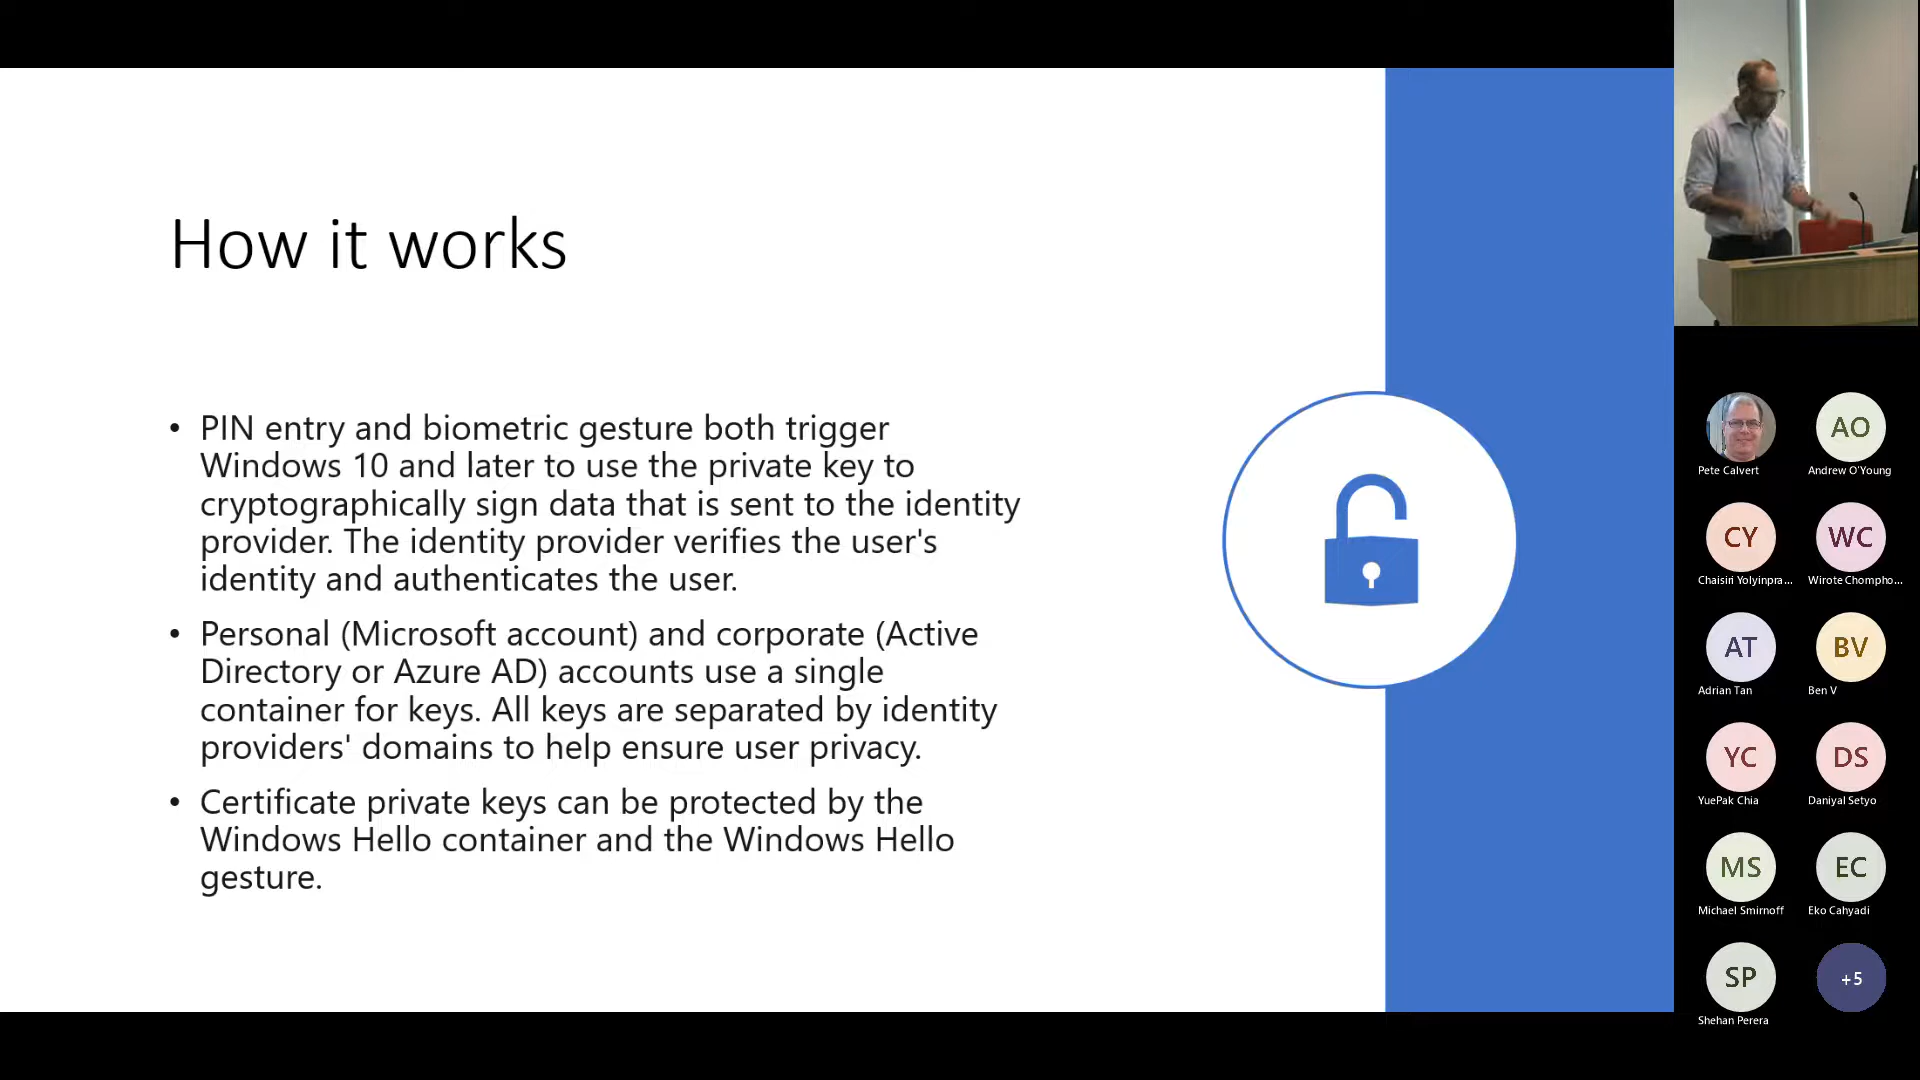 How it works
• PIN entry and biometric gesture both trigger
Windows 10 and later to use the private key to
cryptographically sign data that is sent to the identity
provider. The identity provider verifies the user's
identity and authenticates the user.
• Personal (Microsoft account) and corporate (Active
Directory or Azure AD) accounts use a single
container for keys. All keys are separated by identity
providers' domains to help ensure user privacy.
• Certificate private keys can be protected by the
Windows Hello container and the Windows Hello
gesture.
Pete Calvert
AO
Andrew O'Young
CY
Chaisiri Yolyinpra...
WC
Wirote Chompho...
AT
Adrian Tan
BV
Ben V
YC
YuePak Chia
DS
Daniyal Setyo
MS
Michael Smirnoff
EC
Eko Cahyadi
SP
Shehan Perera
+5